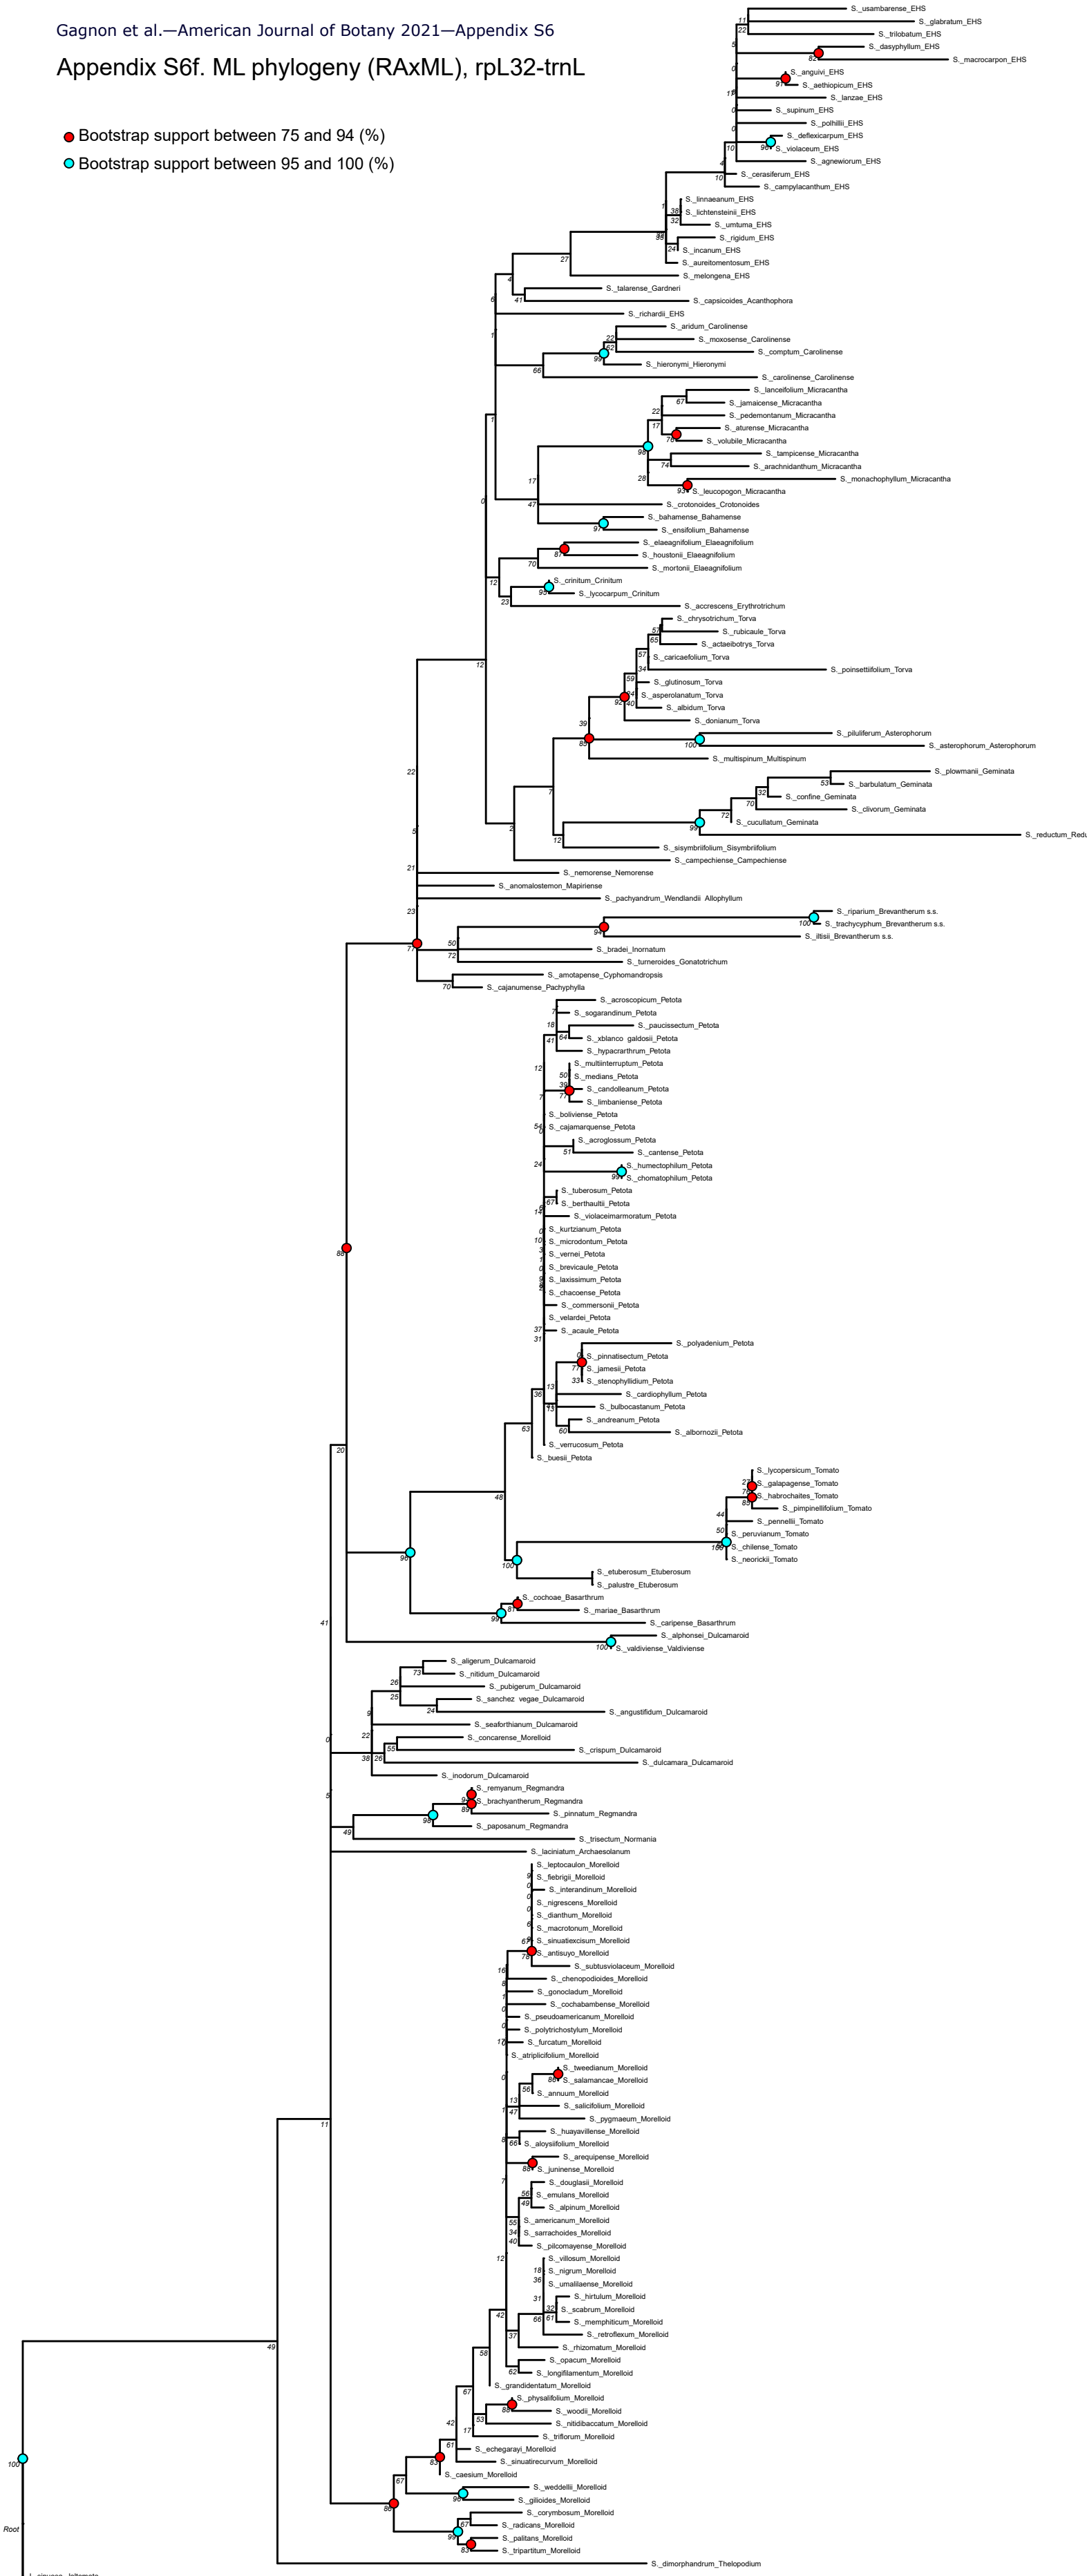 Gagnon et al.—American Journal of Botany 2021—Appendix S6
Appendix S6f. ML phylogeny (RAxML), rpL32-trnL
Bootstrap support between 75 and 94 (%)
Bootstrap support between 95 and 100 (%)
S._usambarense_EHS
S._glabratum_EHS
S._trilobatum_EHS
S._dasyphyllum_EHS
S._macrocarpon_EHS
S._anguivi_EHS
S._aethiopicum_EHS
S._lanzae_EHS
S._supinum_EHS
S._polhillii_EHS
S._deflexicarpum_EHS
S._violaceum_EHS
S._agnewiorum_EHS
S._cerasiferum_EHS
S._campylacanthum_EHS
S._linnaeanum_EHS
S._lichtensteinii_EHS
S._umtuma_EHS
S._rigidum_EHS
S._incanum_EHS
S._aureitomentosum_EHS
S._melongena_EHS
S._talarense_Gardneri
S._capsicoides_Acanthophora
S._richardii_EHS
S._aridum_Carolinense
S._moxosense_Carolinense
S._comptum_Carolinense
S._hieronymi_Hieronymi
S._carolinense_Carolinense
S._lanceifolium_Micracantha
S._jamaicense_Micracantha
S._pedemontanum_Micracantha
S._aturense_Micracantha
S._volubile_Micracantha
S._tampicense_Micracantha
S._arachnidanthum_Micracantha
S._monachophyllum_Micracantha
S._leucopogon_Micracantha
S._crotonoides_Crotonoides
S._bahamense_Bahamense
S._ensifolium_Bahamense
S._elaeagnifolium_Elaeagnifolium
S._houstonii_Elaeagnifolium
S._mortonii_Elaeagnifolium
S._crinitum_Crinitum
S._lycocarpum_Crinitum
S._accrescens_Erythrotrichum
S._chrysotrichum_Torva
S._rubicaule_Torva
S._actaeibotrys_Torva
S._caricaefolium_Torva
S._poinsettiifolium_Torva
S._glutinosum_Torva
S._asperolanatum_Torva
S._albidum_Torva
S._donianum_Torva
S._piluliferum_Asterophorum
S._asterophorum_Asterophorum
S._multispinum_Multispinum
S._plowmanii_Geminata
S._barbulatum_Geminata
S._confine_Geminata
S._clivorum_Geminata
S._cucullatum_Geminata
S._reductum_Redu
S._sisymbriifolium_Sisymbriifolium
S._campechiense_Campechiense
S._nemorense_Nemorense
S._anomalostemon_Mapiriense
S._pachyandrum_Wendlandii Allophyllum
S._riparium_Brevantherum s.s.
S._trachycyphum_Brevantherum s.s.
S._iltisii_Brevantherum s.s.
S._bradei_Inornatum
S._turneroides_Gonatotrichum
S._amotapense_Cyphomandropsis
S._cajanumense_Pachyphylla
S._acroscopicum_Petota
S._sogarandinum_Petota
S._paucissectum_Petota
S._xblanco galdosii_Petota
S._hypacrarthrum_Petota
S._multiinterruptum_Petota
S._medians_Petota
S._candolleanum_Petota
S._limbaniense_Petota
S._boliviense_Petota
S._cajamarquense_Petota
S._acroglossum_Petota
S._cantense_Petota
S._humectophilum_Petota
S._chomatophilum_Petota
S._tuberosum_Petota
S._berthaultii_Petota
S._violaceimarmoratum_Petota
S._kurtzianum_Petota
S._microdontum_Petota
S._vernei_Petota
S._brevicaule_Petota
S._laxissimum_Petota
S._chacoense_Petota
S._commersonii_Petota
S._velardei_Petota
S._acaule_Petota
S._polyadenium_Petota
S._pinnatisectum_Petota
S._jamesii_Petota
S._stenophyllidium_Petota
S._cardiophyllum_Petota
S._bulbocastanum_Petota
S._andreanum_Petota
S._albornozii_Petota
S._verrucosum_Petota
S._buesii_Petota
S._lycopersicum_Tomato
S._galapagense_Tomato
S._habrochaites_Tomato
S._pimpinellifolium_Tomato
S._pennellii_Tomato
S._peruvianum_Tomato
S._chilense_Tomato
S._neorickii_Tomato
S._etuberosum_Etuberosum
S._palustre_Etuberosum
S._cochoae_Basarthrum
S._mariae_Basarthrum
S._caripense_Basarthrum
S._alphonsei_Dulcamaroid
S._valdiviense_Valdiviense
S._aligerum_Dulcamaroid
S._nitidum_Dulcamaroid
S._pubigerum_Dulcamaroid
S._sanchez vegae_Dulcamaroid
S._angustifidum_Dulcamaroid
S._seaforthianum_Dulcamaroid
S._concarense_Morelloid
S._crispum_Dulcamaroid
S._dulcamara_Dulcamaroid
S._inodorum_Dulcamaroid
S._remyanum_Regmandra
S._brachyantherum_Regmandra
S._pinnatum_Regmandra
S._paposanum_Regmandra
S._trisectum_Normania
S._laciniatum_Archaesolanum
S._leptocaulon_Morelloid
S._fiebrigii_Morelloid
S._interandinum_Morelloid
S._nigrescens_Morelloid
S._dianthum_Morelloid
S._macrotonum_Morelloid
S._sinuatiexcisum_Morelloid
S._antisuyo_Morelloid
S._subtusviolaceum_Morelloid
S._chenopodioides_Morelloid
S._gonocladum_Morelloid
S._cochabambense_Morelloid
S._pseudoamericanum_Morelloid
S._polytrichostylum_Morelloid
S._furcatum_Morelloid
S._atriplicifolium_Morelloid
S._tweedianum_Morelloid
S._salamancae_Morelloid
S._annuum_Morelloid
S._salicifolium_Morelloid
S._pygmaeum_Morelloid
S._huayavillense_Morelloid
S._aloysiifolium_Morelloid
S._arequipense_Morelloid
S._juninense_Morelloid
S._douglasii_Morelloid
S._emulans_Morelloid
S._alpinum_Morelloid
S._americanum_Morelloid
S._sarrachoides_Morelloid
S._pilcomayense_Morelloid
S._villosum_Morelloid
S._nigrum_Morelloid
S._umalilaense_Morelloid
S._hirtulum_Morelloid
S._scabrum_Morelloid
S._memphiticum_Morelloid
S._retroflexum_Morelloid
S._rhizomatum_Morelloid
S._opacum_Morelloid
S._longifilamentum_Morelloid
S._grandidentatum_Morelloid
S._physalifolium_Morelloid
S._woodii_Morelloid
S._nitidibaccatum_Morelloid
S._triflorum_Morelloid
S._echegarayi_Morelloid
S._sinuatirecurvum_Morelloid
S._caesium_Morelloid
S._weddellii_Morelloid
S._gilioides_Morelloid
S._corymbosum_Morelloid
S._radicans_Morelloid
S._palitans_Morelloid
S._tripartitum_Morelloid
Root
S._dimorphandrum_Thelopodium